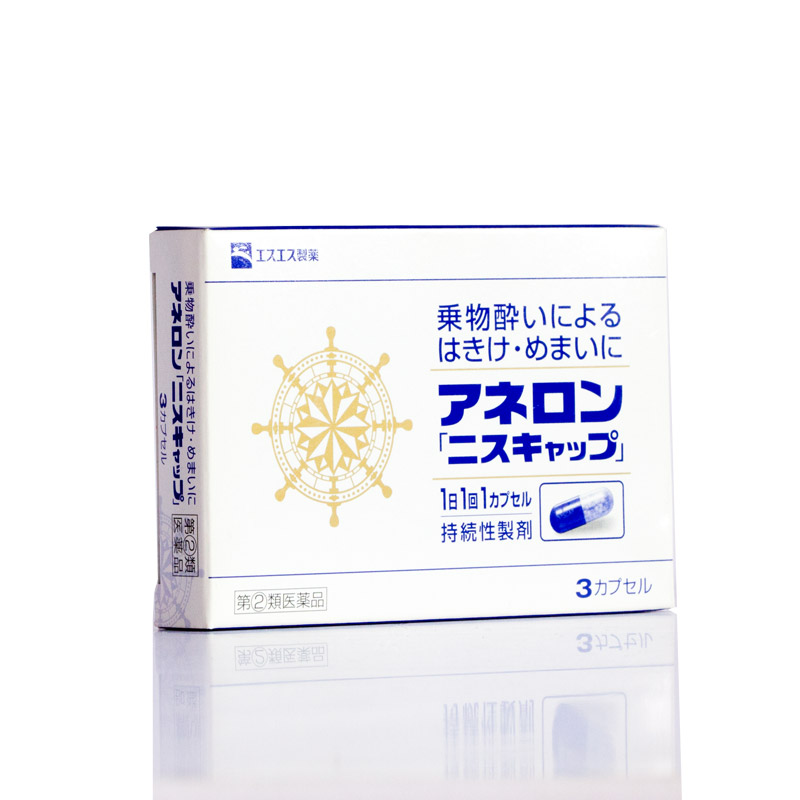 エスエス製薬
乗物酔いによる
はきけ・めまいに
アネロン
「ニスキャップ」
1日1回1カプセル
持続性製剤
第②類医薬品
3カプセル
乗物酔いによるはきけ・めまいに
アネロン「ニスキャップ」
3カプセル
第②類
医薬品